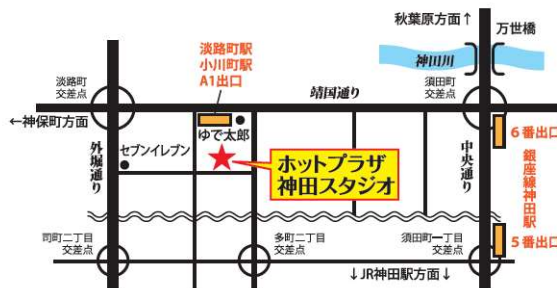 秋葉原方面↑
万世橋
神田川
淡路町駅
小川町駅
A1出口
淡路町
交差点
靖国通り
須田町
交差点
←神保町方面
ゆで太郎
6番出口
外堀通り
セブンイレブン
ホットプラザ
神田スタジオ
中央通り
銀座線神田駅
5番出口
司町二丁目
交差点
多町二丁目
交差点
須田町一丁目
交差点
↓JR神田駅方面↓